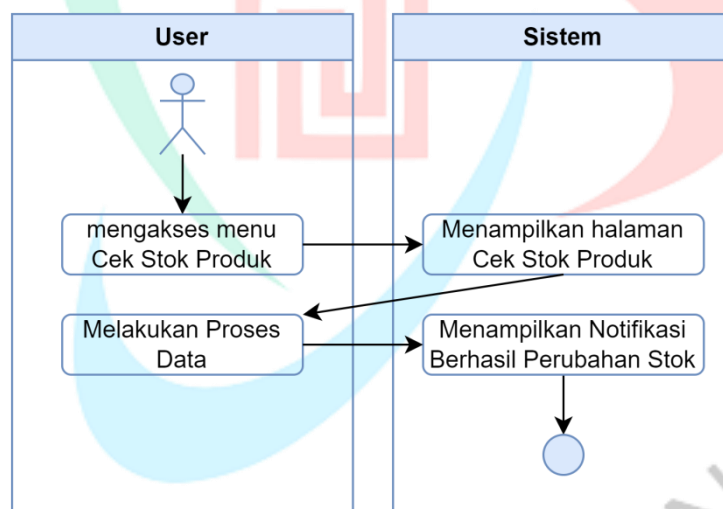 User
Sistem
mengakses menu
Cek Stok Produk
Menampilkan halaman
Cek Stok Produk
Melakukan Proses
Data
Menampilkan Notifikasi
Berhasil Perubahan Stok